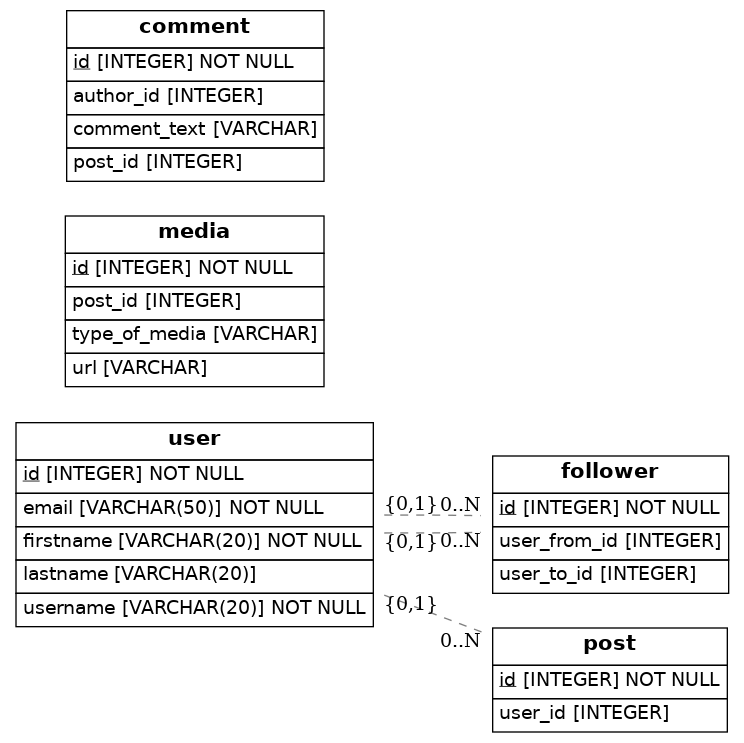 comment
id [INTEGER] NOT NULL
author_id [INTEGER]
comment_text [VARCHAR]
post_id [INTEGER]
media
id [INTEGER] NOT NULL
post_id [INTEGER]
type_of_media [VARCHAR]
url [VARCHAR]
user
id [INTEGER] NOT NULL
email [VARCHAR(50)] NOT NULL
firstname [VARCHAR(20)] NOT NULL
lastname [VARCHAR(20)]
username [VARCHAR(20)] NOT NULL
{0,1} 0..N
{0,1} 0..N
{0,1}
0..N
follower
id [INTEGER] NOT NULL
user_from_id [INTEGER]
user_to_id [INTEGER]
post
id [INTEGER] NOT NULL
user_id [INTEGER]